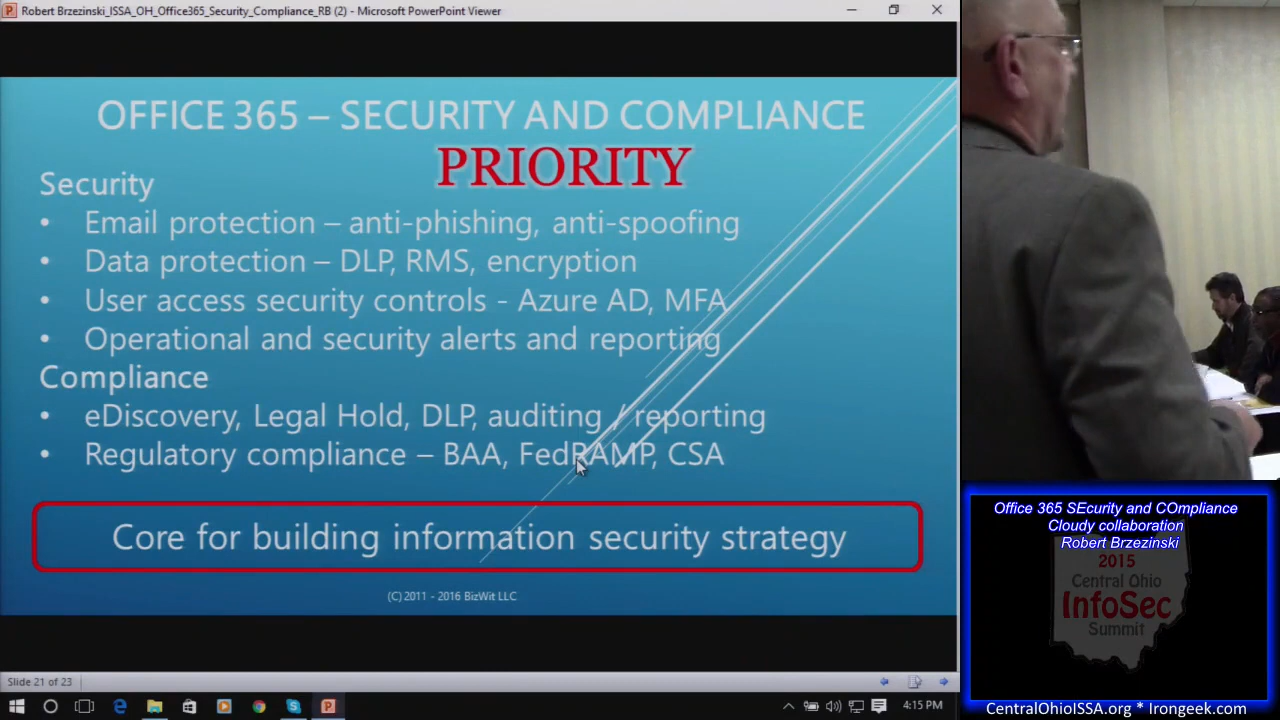 Robert Brzezinski_ISSA_OH_Office365_Security_Compliance_RB (2) - Microsoft PowerPoint Viewer
OFFICE 365 – SECURITY AND COMPLIANCE
PRIORITY
Security
• Email protection – anti-phishing, anti-spoofing
• Data protection – DLP, RMS, encryption
• User access security controls - Azure AD, MFA
• Operational and security alerts and reporting
Compliance
• eDiscovery, Legal Hold, DLP, auditing / reporting
• Regulatory compliance – BAA, FedRAMP, CSA
Core for building information security strategy
(C) 2011 - 2016 BizWit LLC
Slide 21 of 23
4:15 PM
Office 365 SEcurity and COmpliance
Cloudy collaboration
Robert Brzezinski
2015
Central Ohio
InfoSec
Summit
CentralOhioISSA.org * Irongeek.com